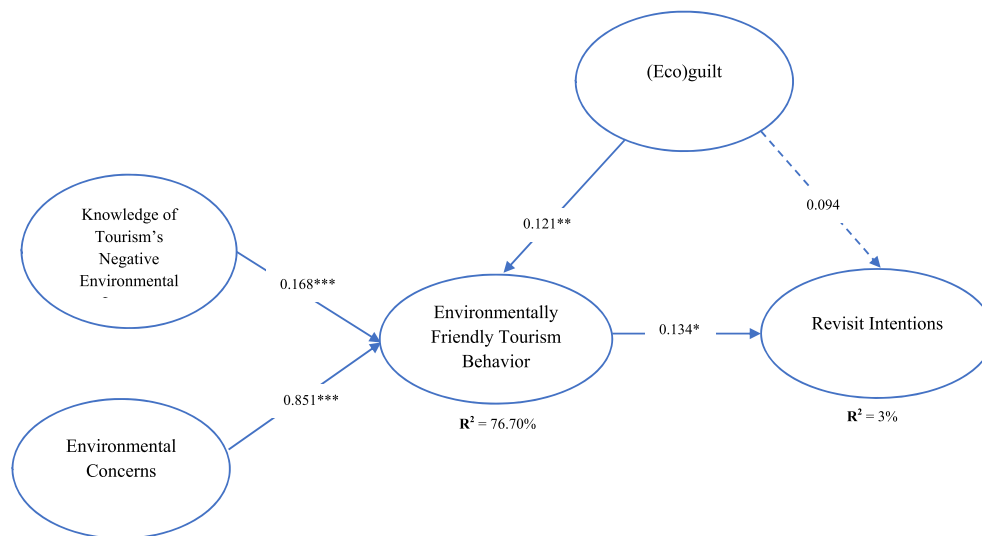 (Eco)guilt
Knowledge of
Tourism’s
Negative
Environmental
0.168***
0.121**
0.094
Environmentally
Friendly Tourism
Behavior
0.134*
Revisit Intentions
0.851***
R² = 76.70%
R² = 3%
Environmental
Concerns